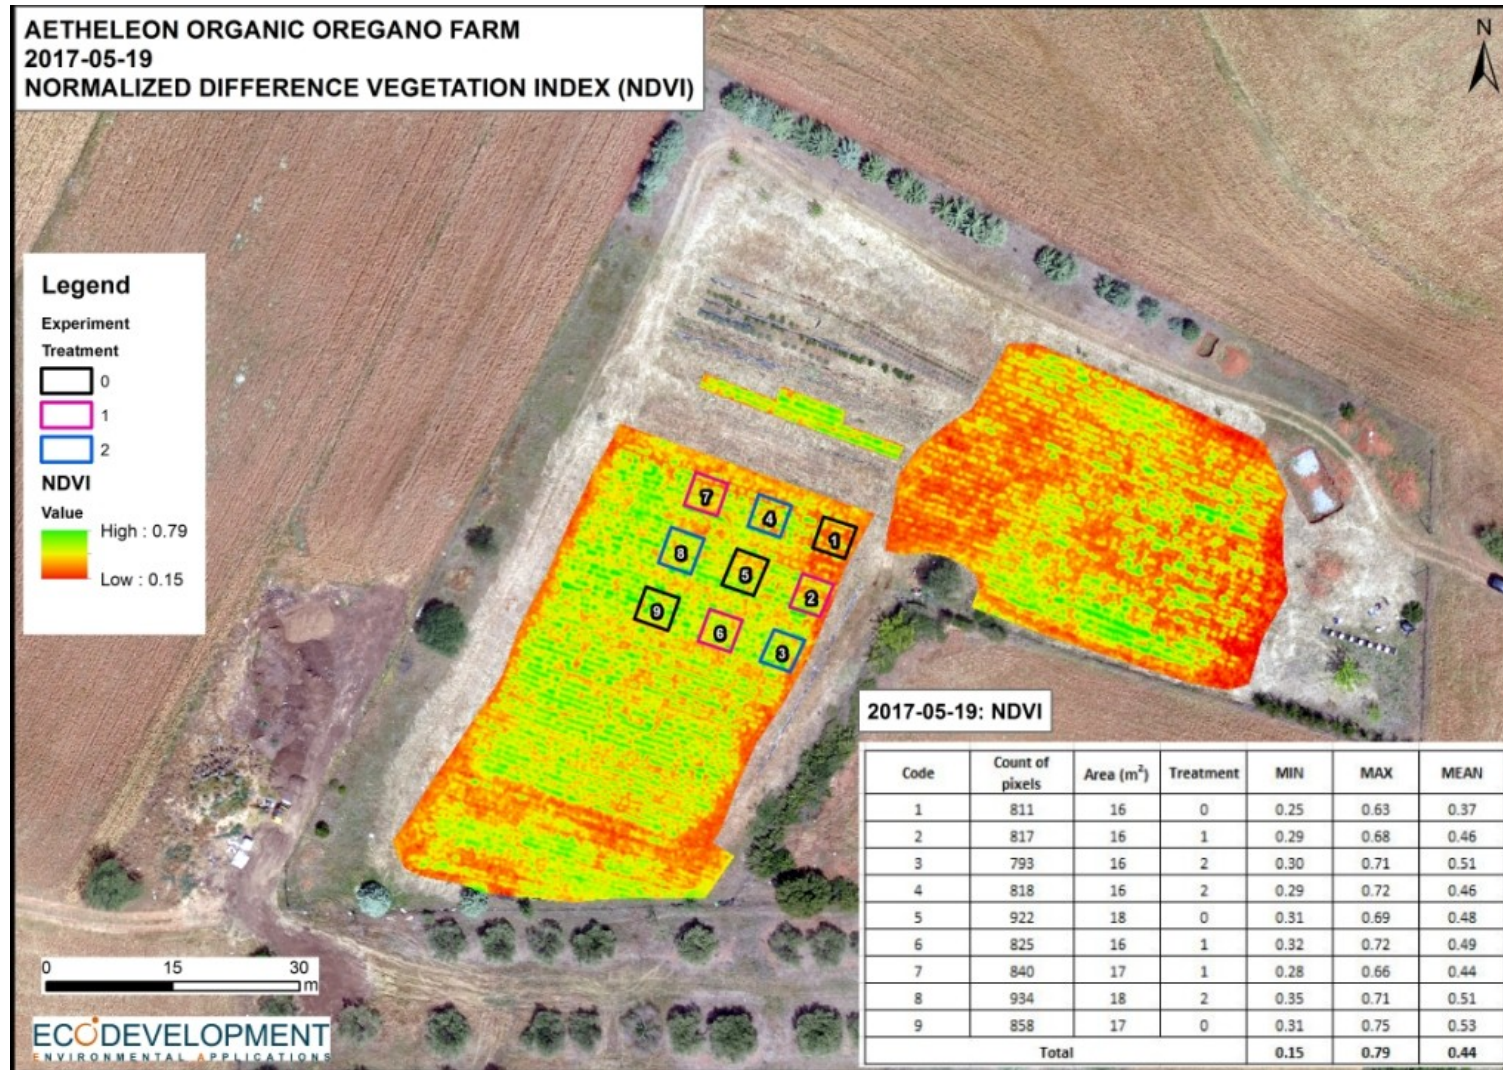 AETHELEON ORGANIC OREGANO FARM
2017-05-19
NORMALIZED DIFFERENCE VEGETATION INDEX (NDVI)
N
Legend
Experiment
Treatment
0
1
2
NDVI
Value
High : 0.79
Low : 0.15
7
4
1
8
5
2
9
6
3
2017-05-19: NDVI
Code Count of pixels Area (m²) Treatment MIN MAX MEAN
1 811 16 0 0.25 0.63 0.37
2 817 16 1 0.29 0.68 0.46
3 793 16 2 0.30 0.71 0.51
4 818 16 2 0.29 0.72 0.46
5 922 18 0 0.31 0.69 0.48
6 825 16 1 0.32 0.72 0.49
7 840 17 1 0.28 0.66 0.44
8 934 18 2 0.35 0.71 0.51
9 858 17 0 0.31 0.75 0.53
Total 0.15 0.79 0.44
0 15 30
m
ECODEVELOPMENT
ENVIRONMENTAL APPLICATIONS